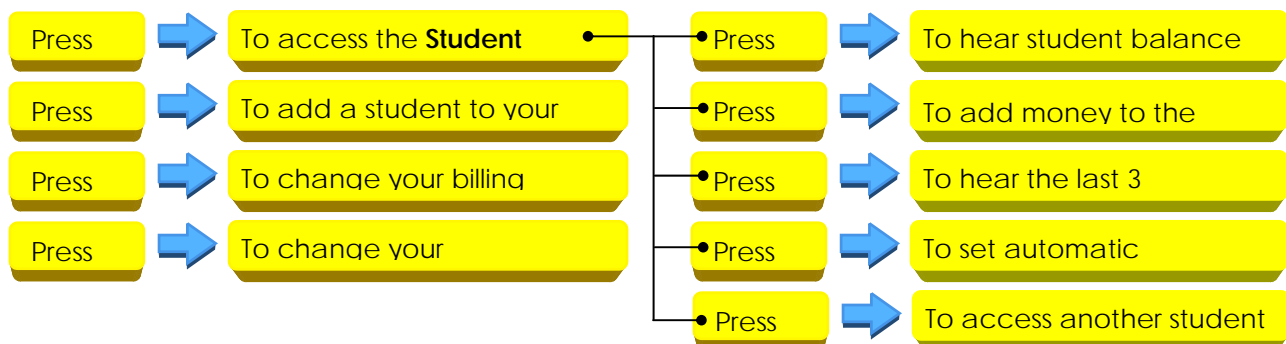 Press
To access the Student
Press
To add a student to your
Press
To change your billing
Press
To change your
Press
To hear student balance
Press
To add money to the
Press
To hear the last 3
Press
To set automatic
Press
To access another student